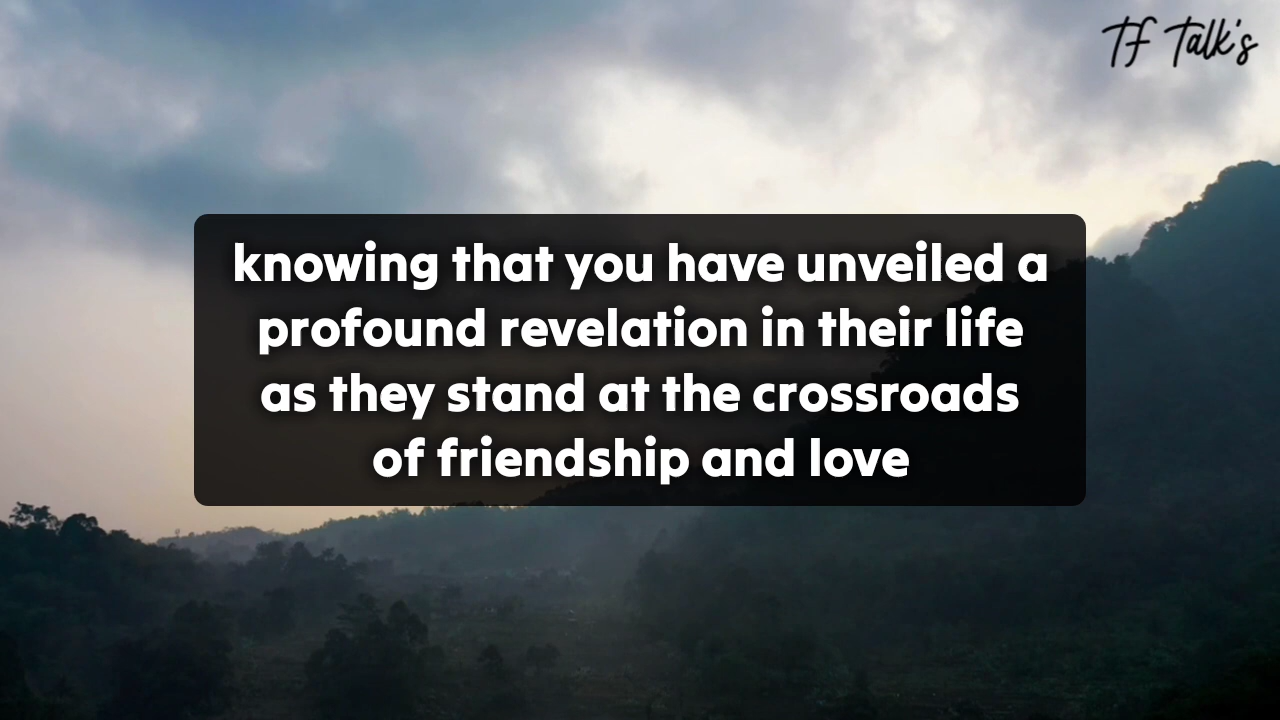 TF Talk's
knowing that you have unveiled a
profound revelation in their life
as they stand at the crossroads
of friendship and love